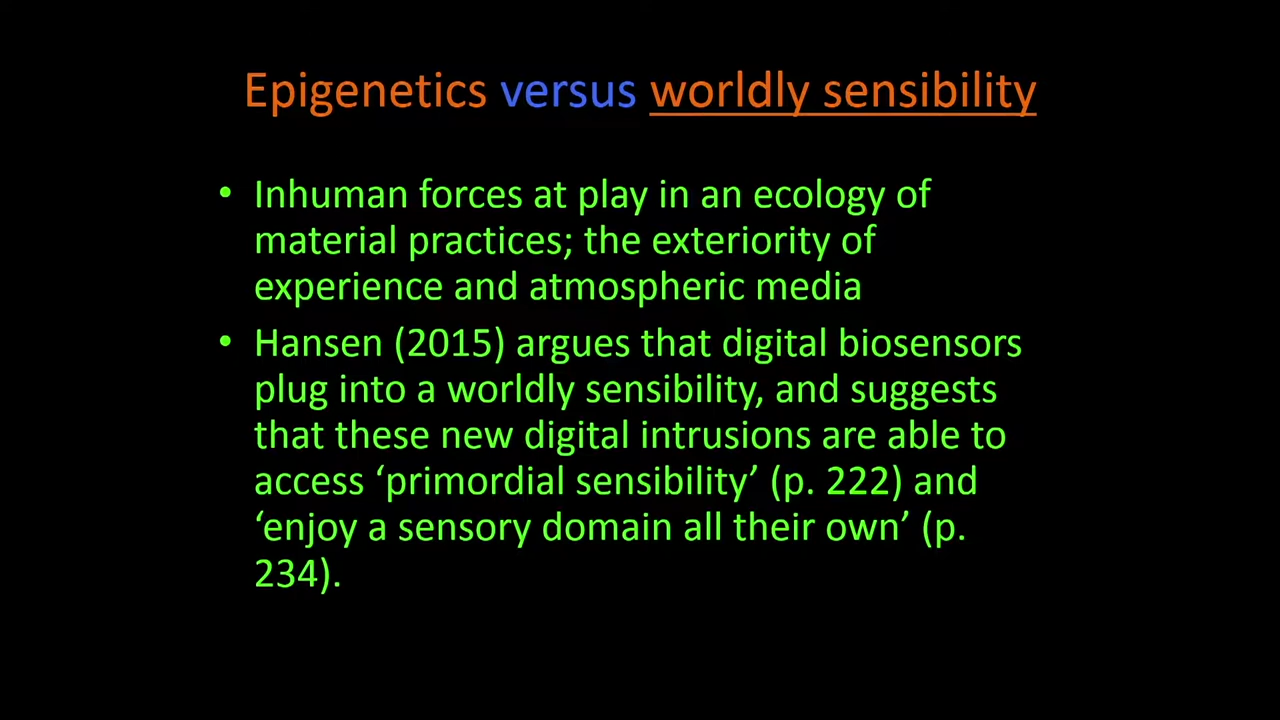 Epigenetics versus worldly sensibility
• Inhuman forces at play in an ecology of
material practices; the exteriority of
experience and atmospheric media
• Hansen (2015) argues that digital biosensors
plug into a worldly sensibility, and suggests
that these new digital intrusions are able to
access ‘primordial sensibility’ (p. 222) and
‘enjoy a sensory domain all their own’ (p.
234).